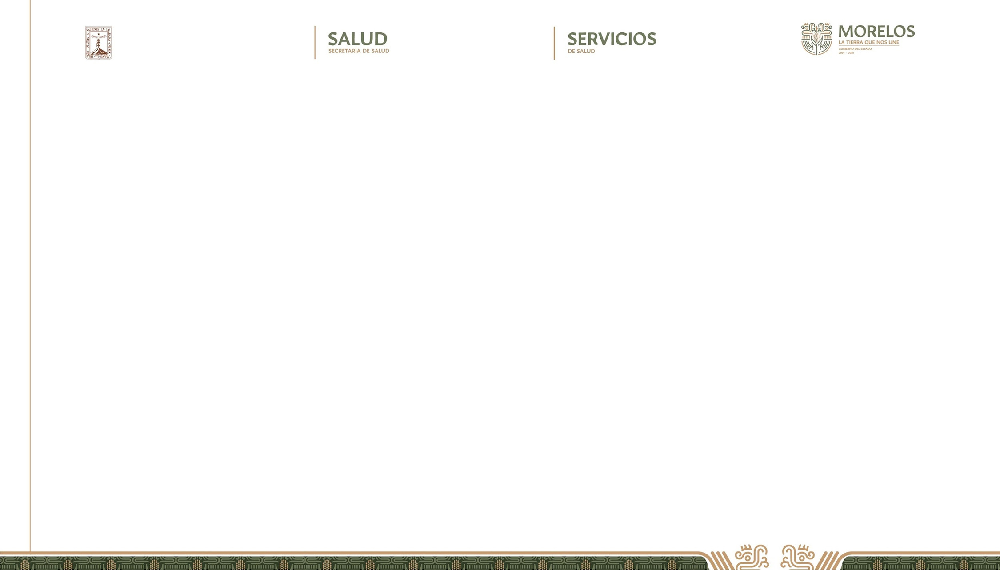 SALUD
SECRETARÍA DE SALUD
SERVICIOS
DE SALUD
MORELOS
LA TIERRA QUE NOS UNE
GOBIERNO DEL ESTADO
2024 - 2030